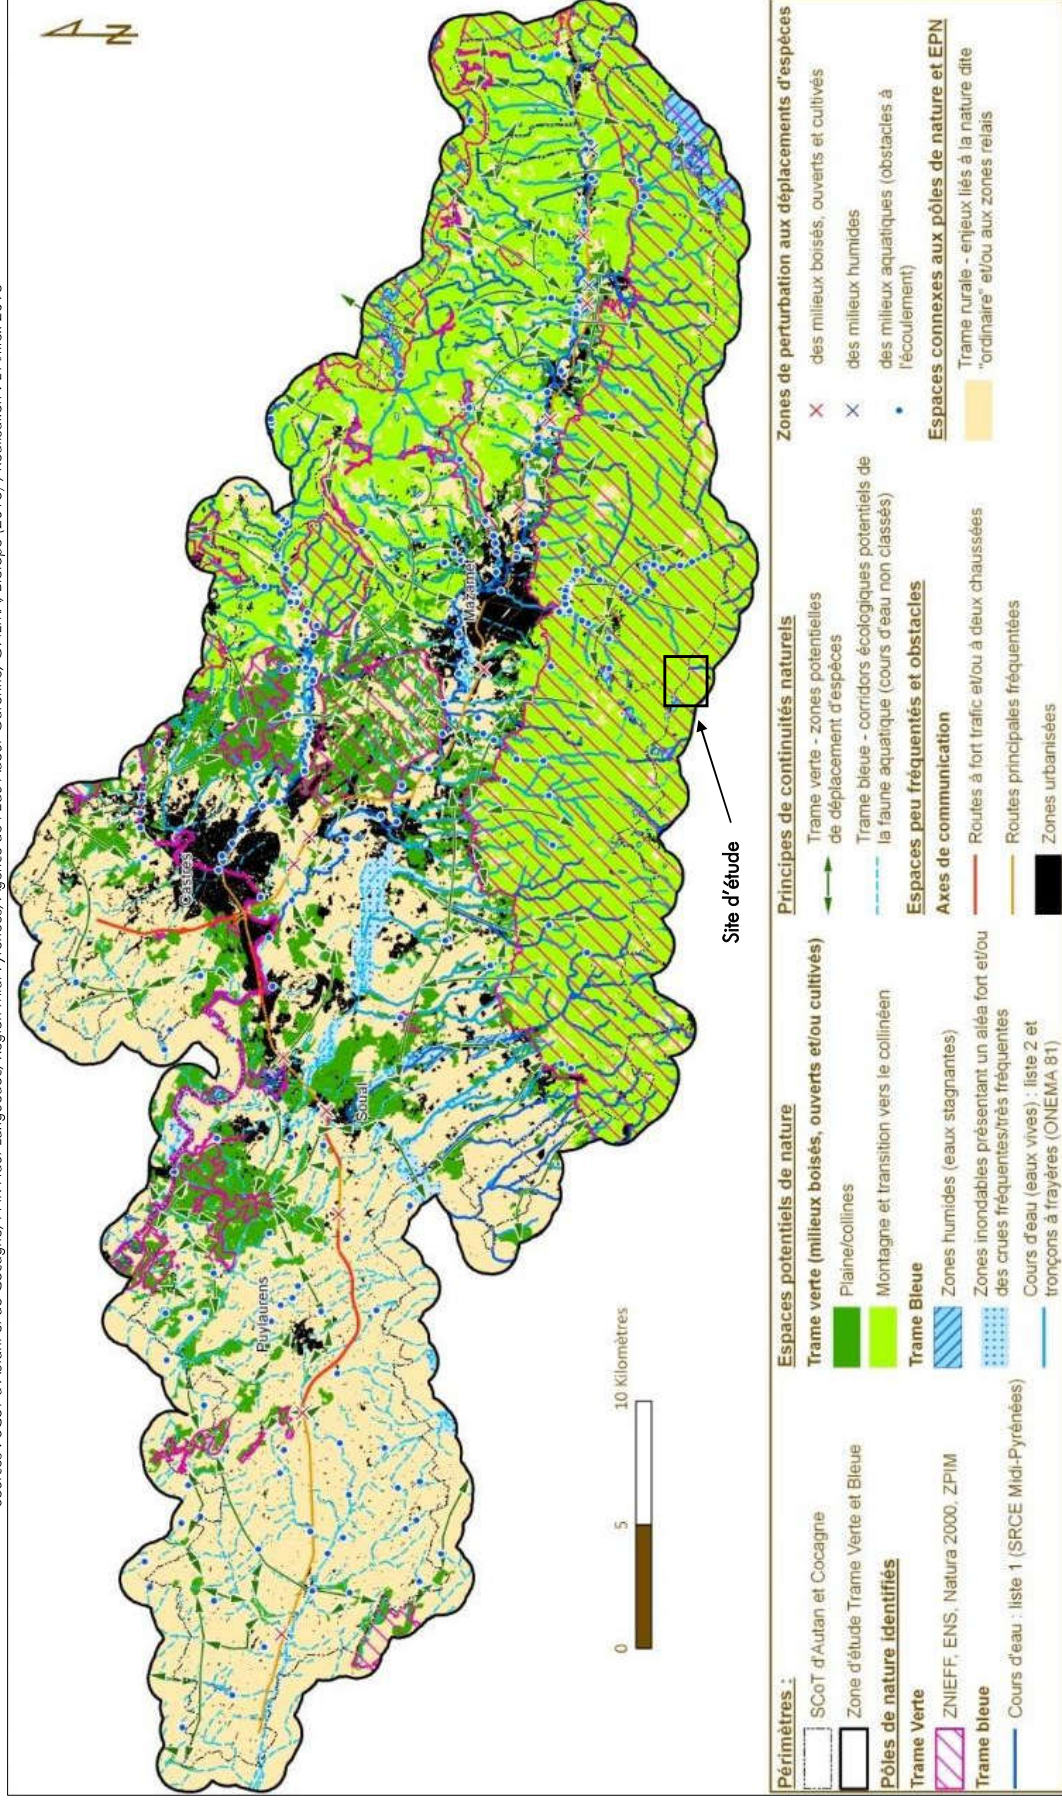 N
Castres
Mazamet
Soual
Puylaurens
Site d'étude
0
5
10 Kilomètres
Périmètres :
SCoT d'Autan et Cocagne
Zone d'étude Trame Verte et Bleue
Pôles de nature identifiés
Trame Verte
ZNIEFF, ENS, Natura 2000, ZPIM
Trame bleue
Cours d'eau : liste 1 (SRCE Midi-Pyrénées)
Espaces potentiels de nature
Trame verte (milieux boisés, ouverts et/ou cultivés)
Plaine/collines
Montagne et transition vers le collinéen
Trame Bleue
Zones humides (eaux stagnantes)
Zones inondables présentant un aléa fort et/ou
des crues fréquentes/très fréquentes
Cours d'eau (eaux vives) : liste 2 et
tronçons à frayères (ONEMA 81)
Principes de continuités naturels
Trame verte - zones potentielles
de déplacement d'espèces
Trame bleue - corridors écologiques potentiels de
la faune aquatique (cours d'eau non classés)
Espaces peu fréquentés et obstacles
Axes de communication
Routes à fort trafic et/ou à deux chaussées
Routes principales fréquentées
Zones urbanisées
Zones de perturbation aux déplacements d'espèces
des milieux boisés, ouverts et cultivés
des milieux humides
des milieux aquatiques (obstacles à
l'écoulement)
Espaces connexes aux pôles de nature et EPN
Trame rurale - enjeux liés à la nature dite
"ordinaire" et/ou aux zones relais